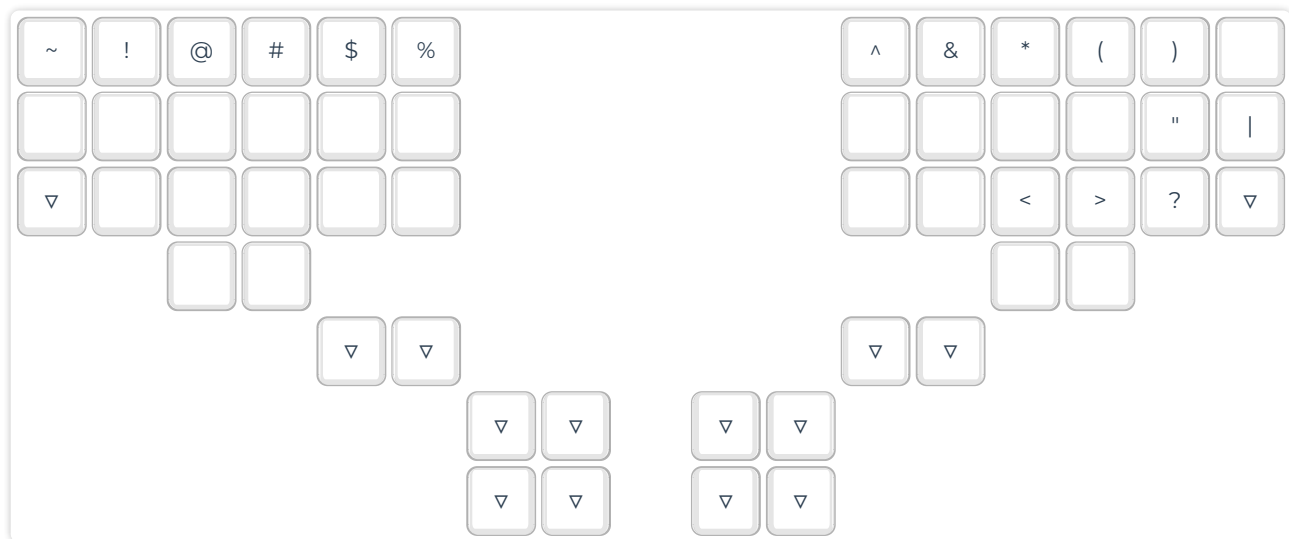 ~ ! @ # $ % ^ & * ( )
" |
▽ < > ? ▽
▽ ▽ ▽ ▽
▽ ▽ ▽ ▽
▽ ▽ ▽ ▽